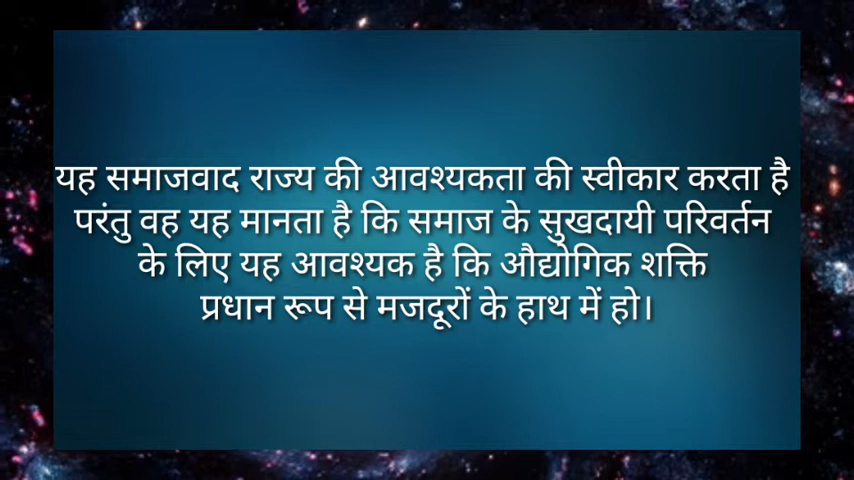 यह समाजवाद राज्य की आवश्यकता की स्वीकार करता है
परंतु वह यह मानता है कि समाज के सुखदायी परिवर्तन
के लिए यह आवश्यक है कि औद्योगिक शक्ति
प्रधान रूप से मजदूरों के हाथ में हो।